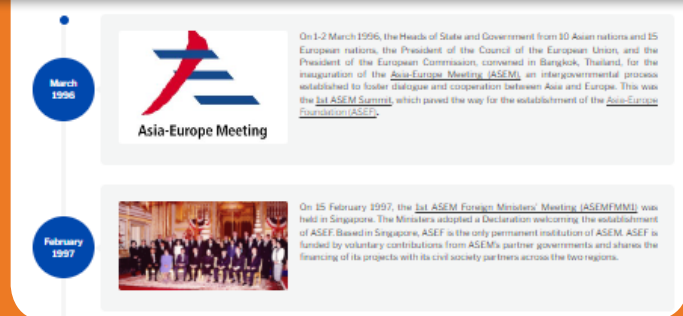 March
1996
Asia-Europe Meeting
On 1-2 March 1996, the Heads of State and Government from 10 Asian nations and 15
European nations, the President of the Council of the European Union, and the
President of the European Commission, convened in Bangkok, Thailand, for the
inauguration of the Asia-Europe Meeting (ASEM), an intergovernmental process
established to foster dialogue and cooperation between Asia and Europe. This was
the 1st ASEM Summit, which paved the way for the establishment of the Asia-Europe
Foundation (ASEF).
February
1997
On 15 February 1997, the 1st ASEM Foreign Ministers' Meeting (ASEMFMM1) was
held in Singapore. The Ministers adopted a Declaration welcoming the establishment
of ASEF. Based in Singapore, ASEF is the only permanent institution of ASEM. ASEF is
funded by voluntary contributions from ASEM's partner governments and shares the
financing of its projects with its civil society partners across the two regions.